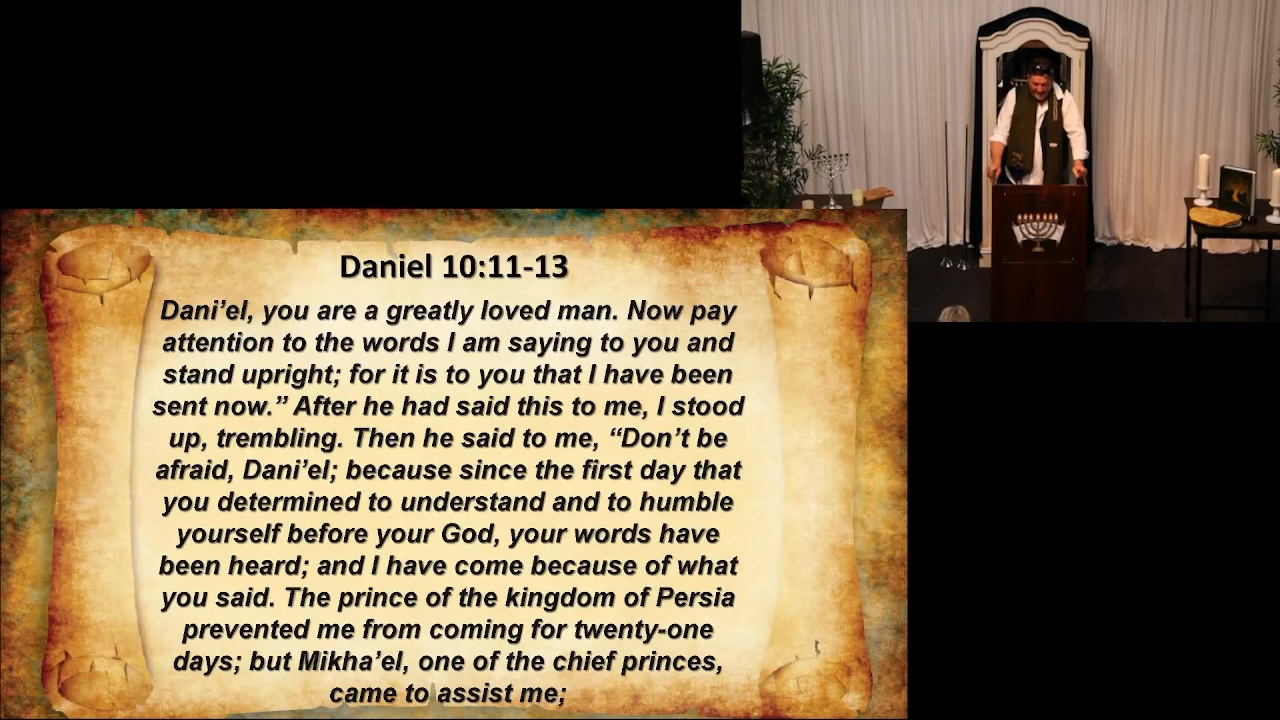 Daniel 10:11-13
Dani’el, you are a greatly loved man. Now pay
attention to the words I am saying to you and
stand upright; for it is to you that I have been
sent now.” After he had said this to me, I stood
up, trembling. Then he said to me, “Don’t be
afraid, Dani’el; because since the first day that
you determined to understand and to humble
yourself before your God, your words have
been heard; and I have come because of what
you said. The prince of the kingdom of Persia
prevented me from coming for twenty-one
days; but Mikha’el, one of the chief princes,
came to assist me;